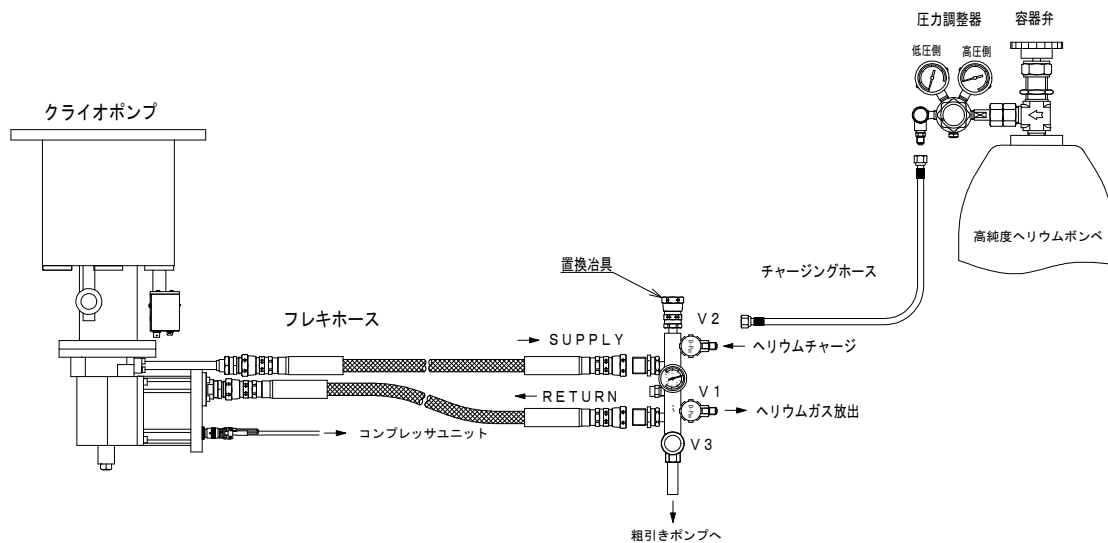 圧力調整器
容器弁
低圧側
高圧側
クライオポンプ
高純度ヘリウムボンベ
置換冶具
チャージングホース
フレキホース
V2
SUPPLY
ヘリウムチャージ
RETURN
V1
ヘリウムガス放出
コンプレッサユニット
V3
粗引きポンプへ